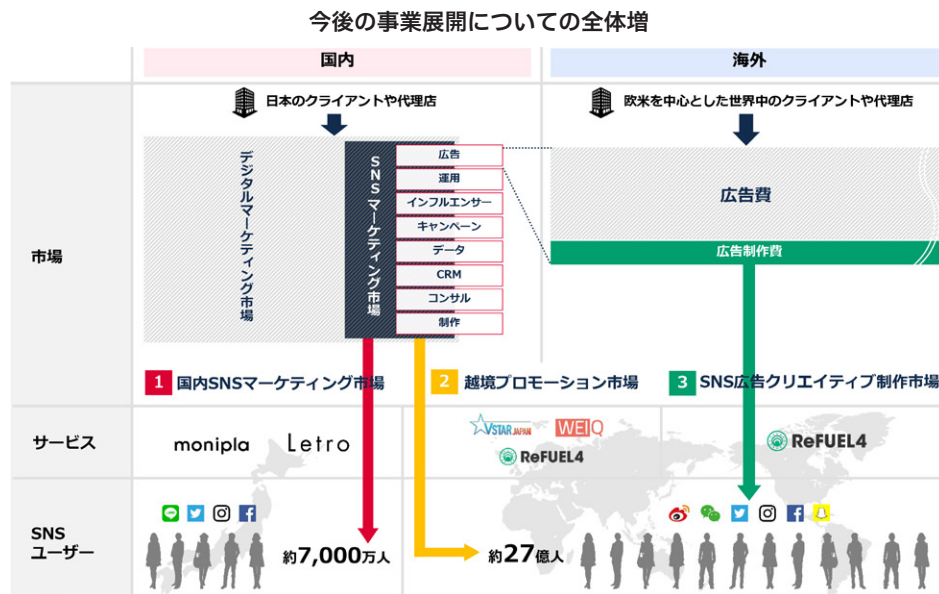 今後の事業展開についての全体増
国内
海外
日本のクライアントや代理店
欧米を中心とした世界中のクライアントや代理店
市場
デジタルマーケティング市場
SNSマーケティング市場
広告
運用
インフルエンサー
キャンペーン
データ
CRM
コンサル
制作
広告費
広告制作費
1 国内SNSマーケティング市場
2 越境プロモーション市場
3 SNS広告クリエイティブ制作市場
サービス
monipla
Letro
VSTAR JAPAN
WEIQ
ReFUEL4
ReFUEL4
SNS
ユーザー
LINE
約7,000万人
約27億人